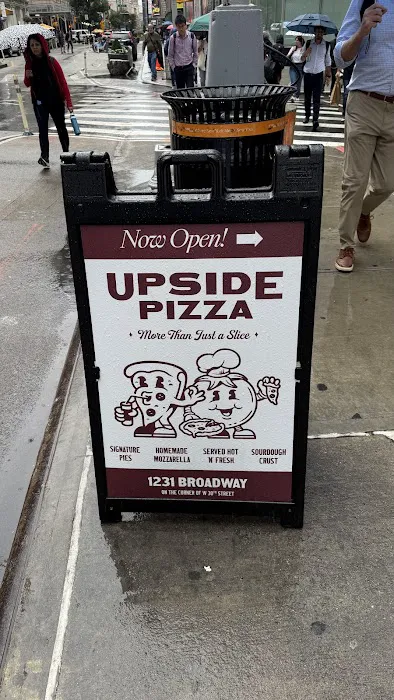 Now Open!
UPSIDE
PIZZA
More Than Just a Slice
SIGNATURE
PIES
HOMEMADE
MOZZARELLA
SERVED HOT
'N FRESH
SOURDOUGH
CRUST
1231 BROADWAY
ON THE CORNER OF W 30TH STREET